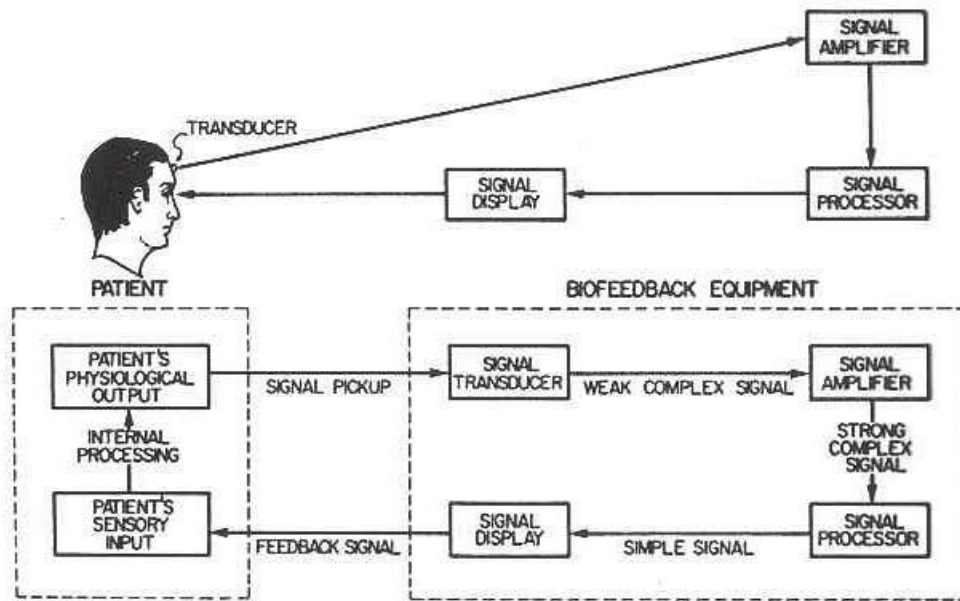 SIGNAL
AMPLIFIER
TRANSDUCER
SIGNAL
DISPLAY
SIGNAL
PROCESSOR
PATIENT
BIOFEEDBACK EQUIPMENT
PATIENT'S
PHYSIOLOGICAL
OUTPUT
SIGNAL PICKUP
SIGNAL
TRANSDUCER
WEAK COMPLEX SIGNAL
SIGNAL
AMPLIFIER
INTERNAL
PROCESSING
STRONG
COMPLEX
SIGNAL
PATIENT'S
SENSORY
INPUT
FEEDBACK SIGNAL
SIGNAL
DISPLAY
SIMPLE SIGNAL
SIGNAL
PROCESSOR